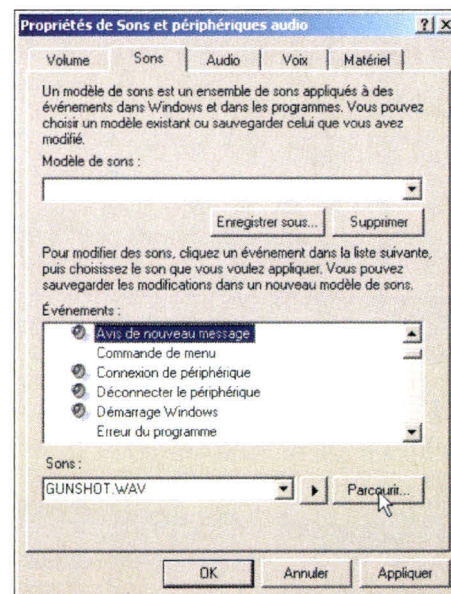 Propriétés de Sons et périphériques audio
Volume Sons Audio Voix Matériel
Un modèle de sons est un ensemble de sons appliqués à des
événements dans Windows et dans les programmes. Vous pouvez
choisir un modèle existant ou sauvegarder celui que vous avez
modifié.
Modèle de sons :
Enregistrer sous... Supprimer
Pour modifier des sons, cliquez un événement dans la liste suivante,
puis choisissez le son que vous voulez appliquer. Vous pouvez
sauvegarder les modifications dans un nouveau modèle de sons.
Événements :
Avis de nouveau message
Commande de menu
Connexion de périphérique
Déconnecter le périphérique
Démarrage Windows
Erreur du programme
Sons :
GUNSHOT.WAV Parcourir...
OK Annuler Appliquer